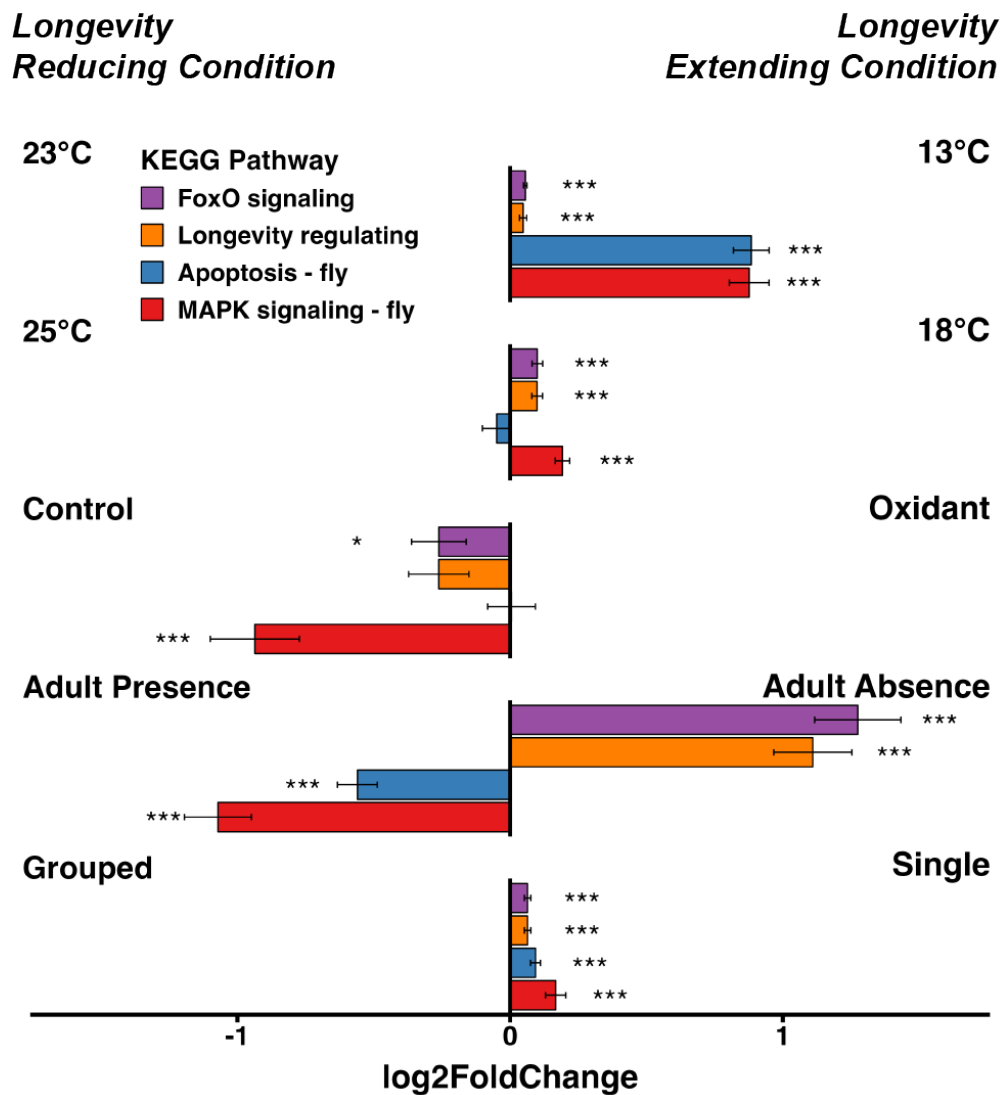 Longevity
Reducing Condition
Longevity
Extending Condition
23°C
13°C
KEGG Pathway
FoxO signaling
Longevity regulating
Apoptosis - fly
MAPK signaling - fly
***
***
***
***
25°C
18°C
***
***
***
Control
Oxidant
*
***
Adult Presence
Adult Absence
***
***
***
***
Grouped
Single
***
***
***
***
-1
0
1
log2FoldChange